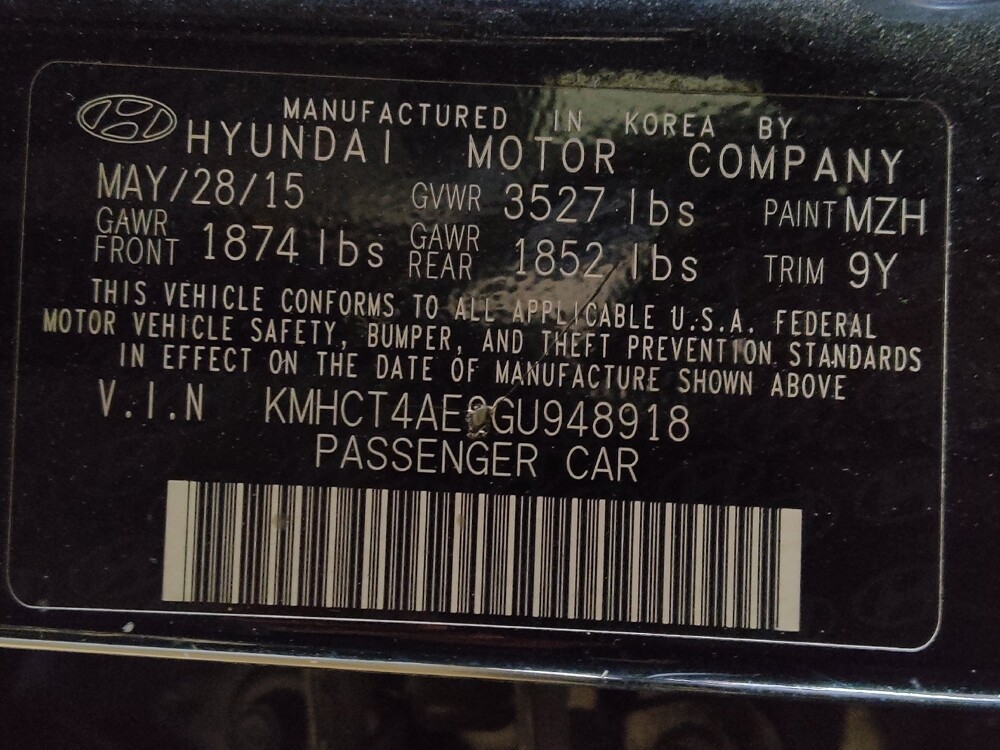 MANUFACTURED IN KOREA BY
HYUNDAI MOTOR COMPANY
MAY/28/15 GVWR 3527 lbs PAINT MZH
GAWR FRONT 1874 lbs GAWR REAR 1852 lbs TRIM 9Y
THIS VEHICLE CONFORMS TO ALL APPLICABLE U.S.A. FEDERAL
MOTOR VEHICLE SAFETY, BUMPER, AND THEFT PREVENTION STANDARDS
IN EFFECT ON THE DATE OF MANUFACTURE SHOWN ABOVE
V.I.N
PASSENGER CAR